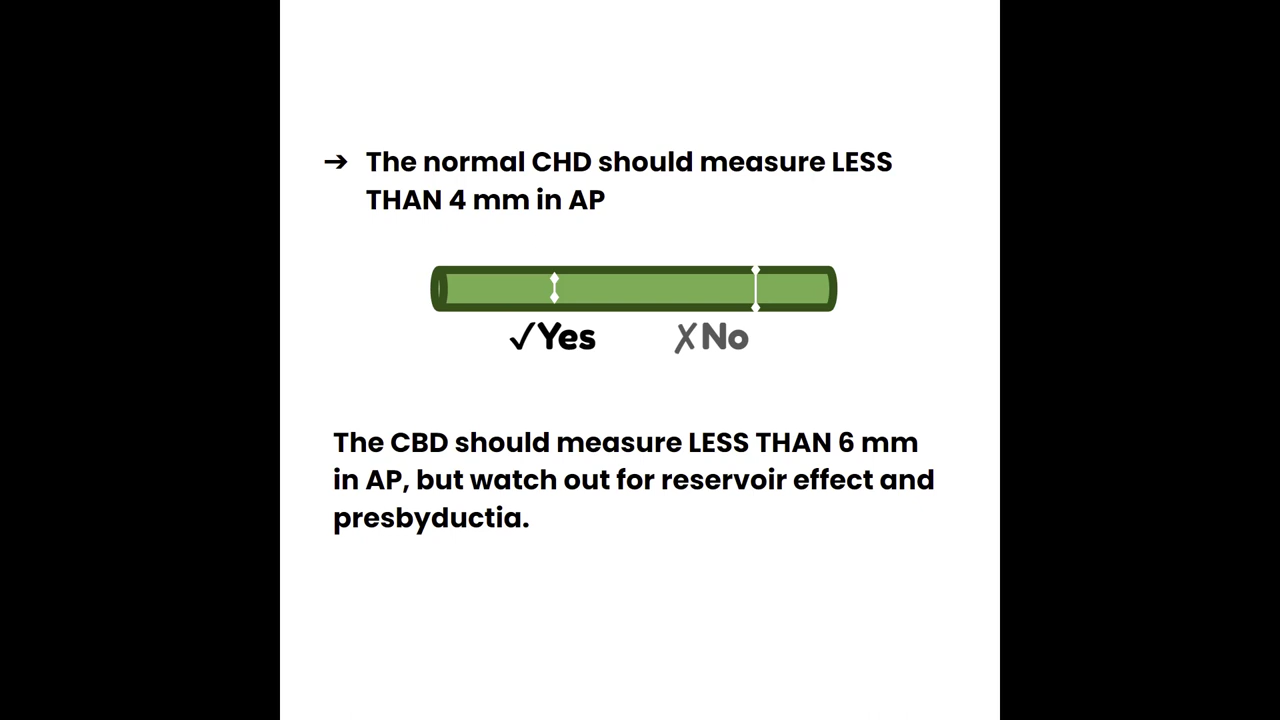 ➔ The normal CHD should measure LESS
THAN 4 mm in AP
✓Yes ✗No
The CBD should measure LESS THAN 6 mm
in AP, but watch out for reservoir effect and
presbyductia.